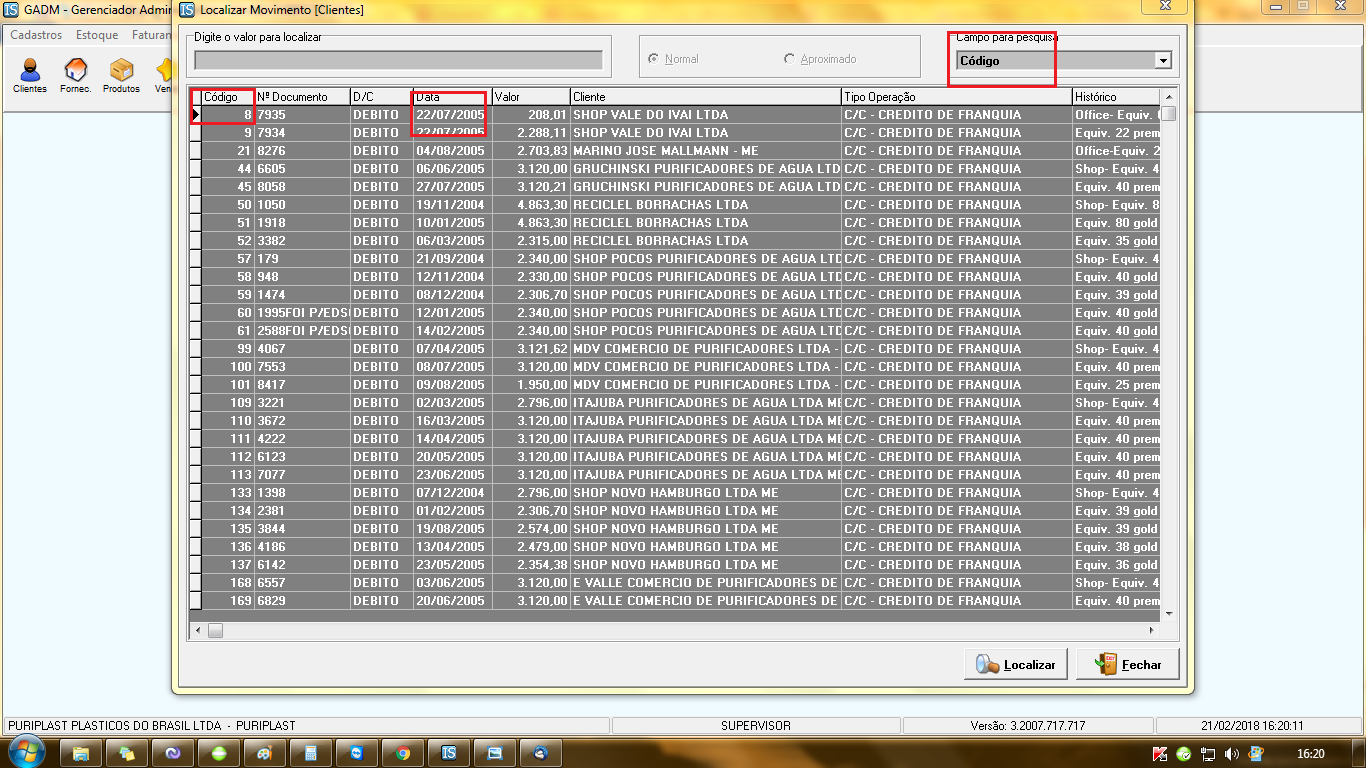 GADM - Gerenciador Admin
Localizar Movimento [Clientes]
Cadastros Estoque Faturan
Clientes Fornec. Produtos Ven
Digite o valor para localizar
Normal Aproximado
Campo para pesquisa
Código
Código Nº Documento D/C Data Valor Cliente Tipo Operação Histórico
8 7935 DEBITO 22/07/2005 208,01 SHOP VALE DO IVAI LTDA C/C - CREDITO DE FRANQUIA Office- Equiv.
9 7934 DEBITO 22/07/2005 2.288,11 SHOP VALE DO IVAI LTDA C/C - CREDITO DE FRANQUIA Equiv. 22 prem
21 8276 DEBITO 04/08/2005 2.703,83 MARINO JOSE MALLMANN - ME C/C - CREDITO DE FRANQUIA Office-Equiv. 2
44 6605 DEBITO 06/06/2005 3.120,00 GRUCHINSKI PURIFICADORES DE AGUA LTD C/C - CREDITO DE FRANQUIA Shop- Equiv. 4
45 8058 DEBITO 27/07/2005 3.120,21 GRUCHINSKI PURIFICADORES DE AGUA LTD C/C - CREDITO DE FRANQUIA Equiv. 40 prem
50 1050 DEBITO 19/11/2004 4.863,30 RECICLEL BORRACHAS LTDA C/C - CREDITO DE FRANQUIA Shop- Equiv. 8
51 1918 DEBITO 10/01/2005 4.863,30 RECICLEL BORRACHAS LTDA C/C - CREDITO DE FRANQUIA Equiv. 80 gold
52 3382 DEBITO 06/03/2005 2.315,00 RECICLEL BORRACHAS LTDA C/C - CREDITO DE FRANQUIA Equiv. 35 gold
57 179 DEBITO 21/09/2004 2.340,00 SHOP POCOS PURIFICADORES DE AGUA LTD C/C - CREDITO DE FRANQUIA Shop- Equiv. 4
58 948 DEBITO 12/11/2004 2.330,00 SHOP POCOS PURIFICADORES DE AGUA LTD C/C - CREDITO DE FRANQUIA Equiv. 40 gold
59 1474 DEBITO 08/12/2004 2.306,70 SHOP POCOS PURIFICADORES DE AGUA LTD C/C - CREDITO DE FRANQUIA Equiv. 39 gold
60 1995FOI P/EDS DEBITO 12/01/2005 2.340,00 SHOP POCOS PURIFICADORES DE AGUA LTD C/C - CREDITO DE FRANQUIA Equiv. 40 gold
61 2588FOI P/EDS DEBITO 14/02/2005 2.340,00 SHOP POCOS PURIFICADORES DE AGUA LTD C/C - CREDITO DE FRANQUIA Equiv. 40 gold
99 4067 DEBITO 07/04/2005 3.121,62 MDV COMERCIO DE PURIFICADORES LTDA - C/C - CREDITO DE FRANQUIA Shop- Equiv. 4
100 7553 DEBITO 08/07/2005 3.120,00 MDV COMERCIO DE PURIFICADORES LTDA - C/C - CREDITO DE FRANQUIA Equiv. 40 prem
101 8417 DEBITO 09/08/2005 1.950,00 MDV COMERCIO DE PURIFICADORES LTDA - C/C - CREDITO DE FRANQUIA Equiv. 25 prem
109 3221 DEBITO 02/03/2005 2.796,00 ITAJUBA PURIFICADORES DE AGUA LTDA ME C/C - CREDITO DE FRANQUIA Shop- Equiv. 4
110 3672 DEBITO 16/03/2005 3.120,00 ITAJUBA PURIFICADORES DE AGUA LTDA ME C/C - CREDITO DE FRANQUIA Equiv. 40 prem
111 4222 DEBITO 14/04/2005 3.120,00 ITAJUBA PURIFICADORES DE AGUA LTDA ME C/C - CREDITO DE FRANQUIA Equiv. 40 prem
112 6123 DEBITO 20/05/2005 3.120,00 ITAJUBA PURIFICADORES DE AGUA LTDA ME C/C - CREDITO DE FRANQUIA Equiv. 40 prem
113 7077 DEBITO 23/06/2005 3.120,00 ITAJUBA PURIFICADORES DE AGUA LTDA ME C/C - CREDITO DE FRANQUIA Equiv. 40 prem
133 1398 DEBITO 07/12/2004 2.796,00 SHOP NOVO HAMBURGO LTDA ME C/C - CREDITO DE FRANQUIA Shop- Equiv. 4
134 2381 DEBITO 01/02/2005 2.306,70 SHOP NOVO HAMBURGO LTDA ME C/C - CREDITO DE FRANQUIA Equiv. 39 gold
135 3844 DEBITO 19/08/2005 2.574,00 SHOP NOVO HAMBURGO LTDA ME C/C - CREDITO DE FRANQUIA Equiv. 39 gold
136 4186 DEBITO 13/04/2005 2.479,00 SHOP NOVO HAMBURGO LTDA ME C/C - CREDITO DE FRANQUIA Equiv. 38 gold
137 6142 DEBITO 23/05/2005 2.354,38 SHOP NOVO HAMBURGO LTDA ME C/C - CREDITO DE FRANQUIA Equiv. 36 gold
168 6557 DEBITO 03/06/2005 3.120,00 E VALLE COMERCIO DE PURIFICADORES DE C/C - CREDITO DE FRANQUIA Shop- Equiv. 4
169 6829 DEBITO 20/06/2005 3.120,00 E VALLE COMERCIO DE PURIFICADORES DE C/C - CREDITO DE FRANQUIA Equiv. 40 prem
Localizar Fechar
PURIPLAST PLASTICOS DO BRASIL LTDA - PURIPLAST SUPERVISOR Versão: 3.2007.717.717 21/02/2018 16:20:11
16:20